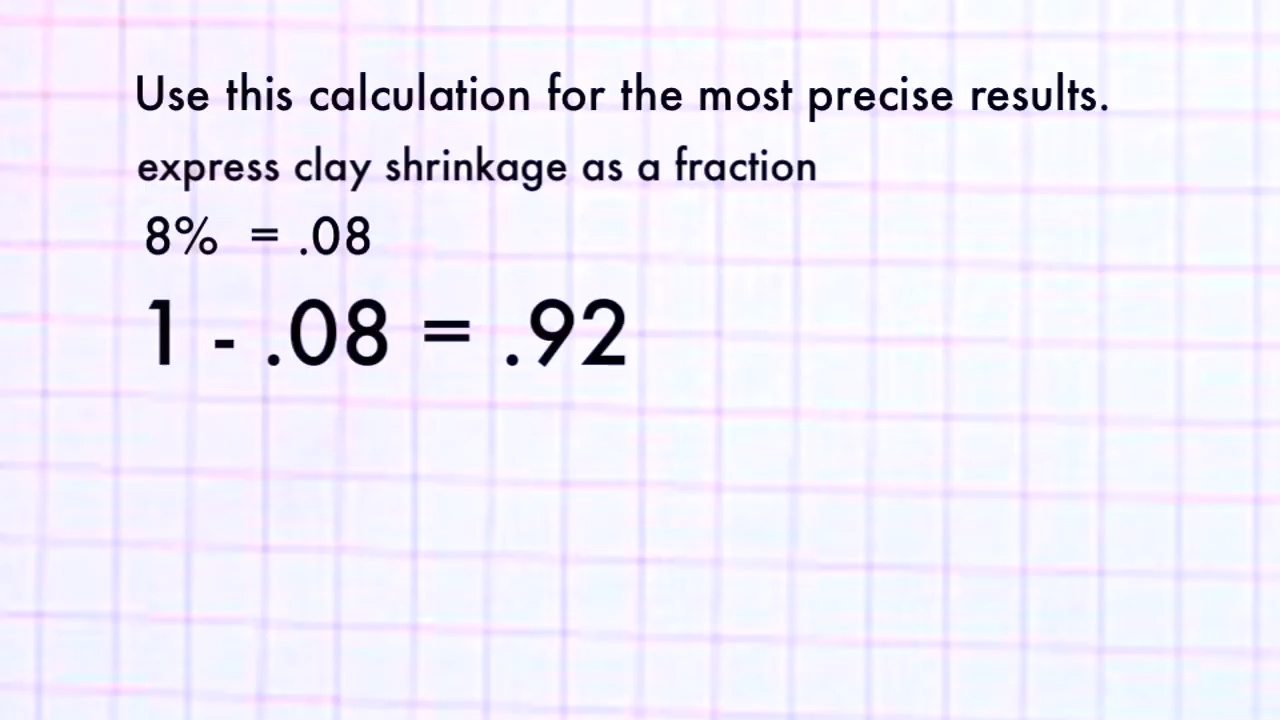 Use this calculation for the most precise results.
express clay shrinkage as a fraction
8% = .08
1 - .08 = .92